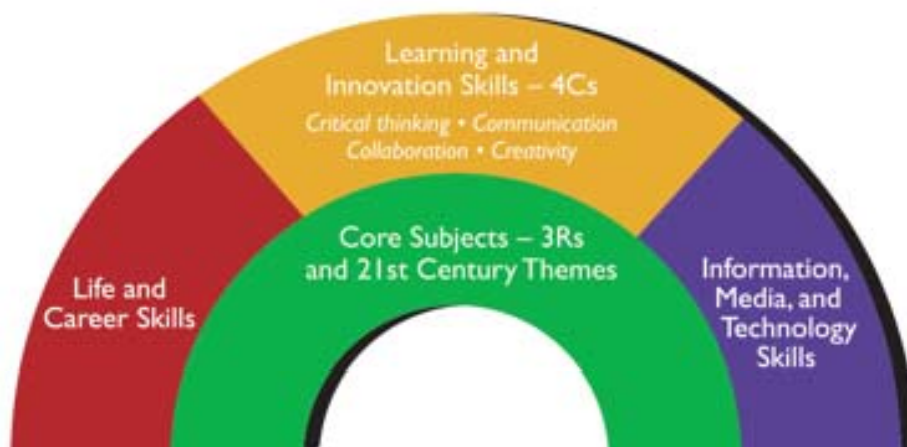 Learning and
Innovation Skills – 4Cs
Critical thinking • Communication
Collaboration • Creativity
Core Subjects – 3Rs
and 21st Century Themes
Life and
Career Skills
Information,
Media, and
Technology
Skills